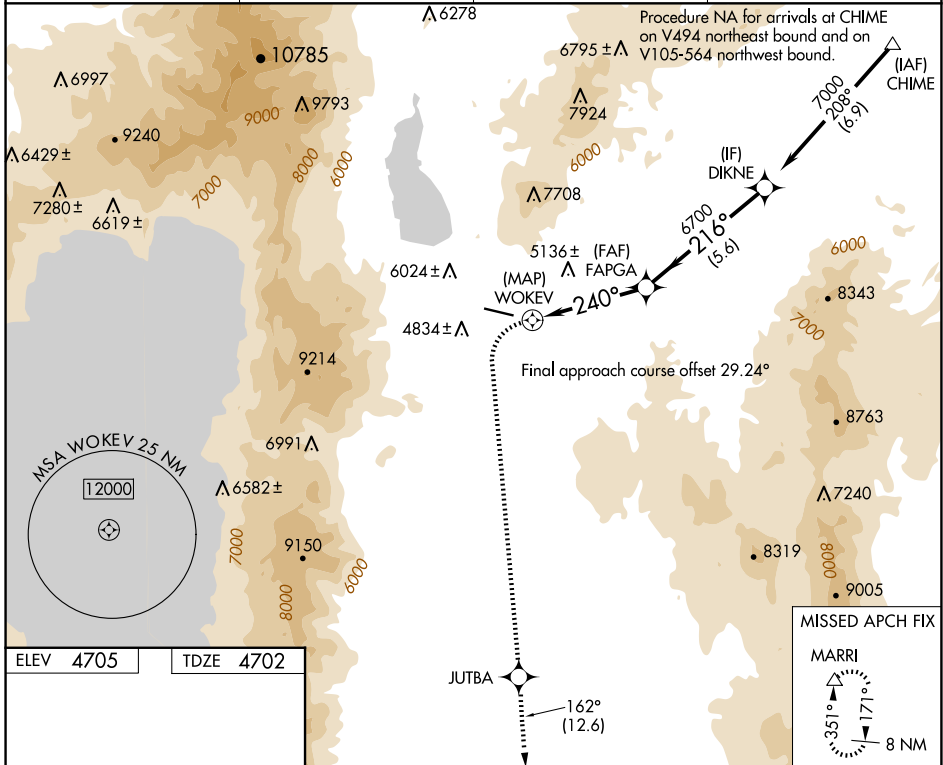 6278
Procedure NA for arrivals at CHIME
on V494 northeast bound and on
V105-564 northwest bound.
6795 ±
10785
6997
(IAF)
CHIME
7000
208°
(6.9)
9793
7924
9000
9240
8000
6000
6429 ±
6000
(IF)
DIKNE
7000
7280 ±
6619 ±
7708
6700
216°
(5.6)
5136 ±
(FAF)
FAPGA
6000
6024 ±
(MAP)
WOKEV
240°
8343
7000
4834 ±
9214
Final approach course offset 29.24°
8763
6991
MSA WOKEV 25 NM
12000
6582 ±
7240
7000
9150
6000
8319
8000
8000
9005
MISSED APCH FIX
MARRI
351°
171°
8 NM
ELEV 4705
TDZE 4702
JUTBA
162°
(12.6)